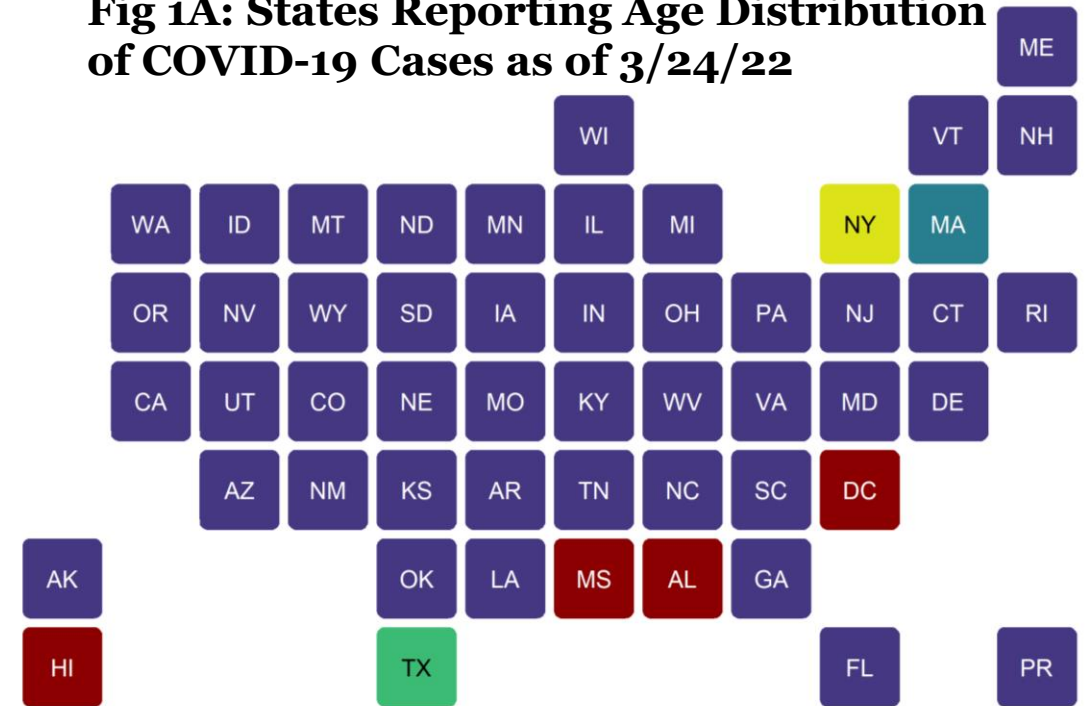 Fig 1A: States Reporting Age Distribution
of COVID-19 Cases as of 3/24/22
ME
WI VT NH
WA ID MT ND MN IL MI NY MA
OR NV WY SD IA IN OH PA NJ CT RI
CA UT CO NE MO KY WV VA MD DE
AZ NM KS AR TN NC SC DC
AK OK LA MS AL GA
HI TX FL PR